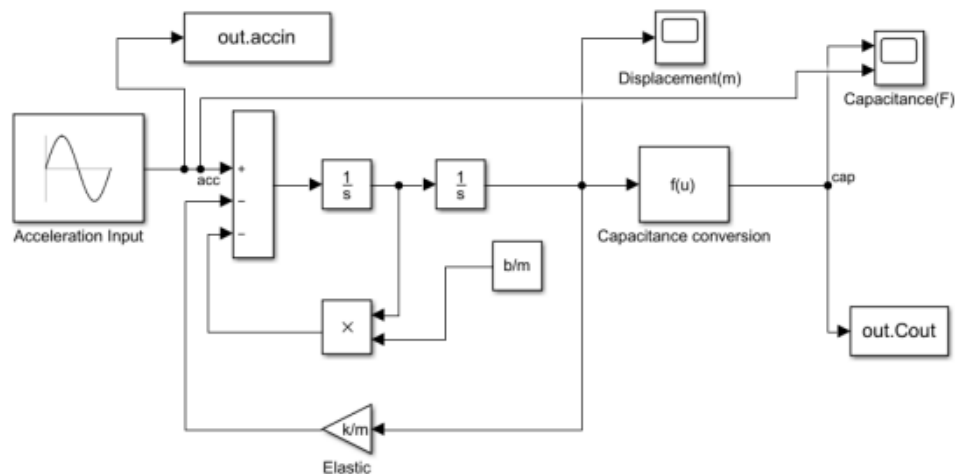 out.accin
Displacement(m)
Capacitance(F)
Acceleration Input
acc
+
−
−
1
s
1
s
f(u)
cap
Capacitance conversion
b/m
×
out.Cout
k/m
Elastic